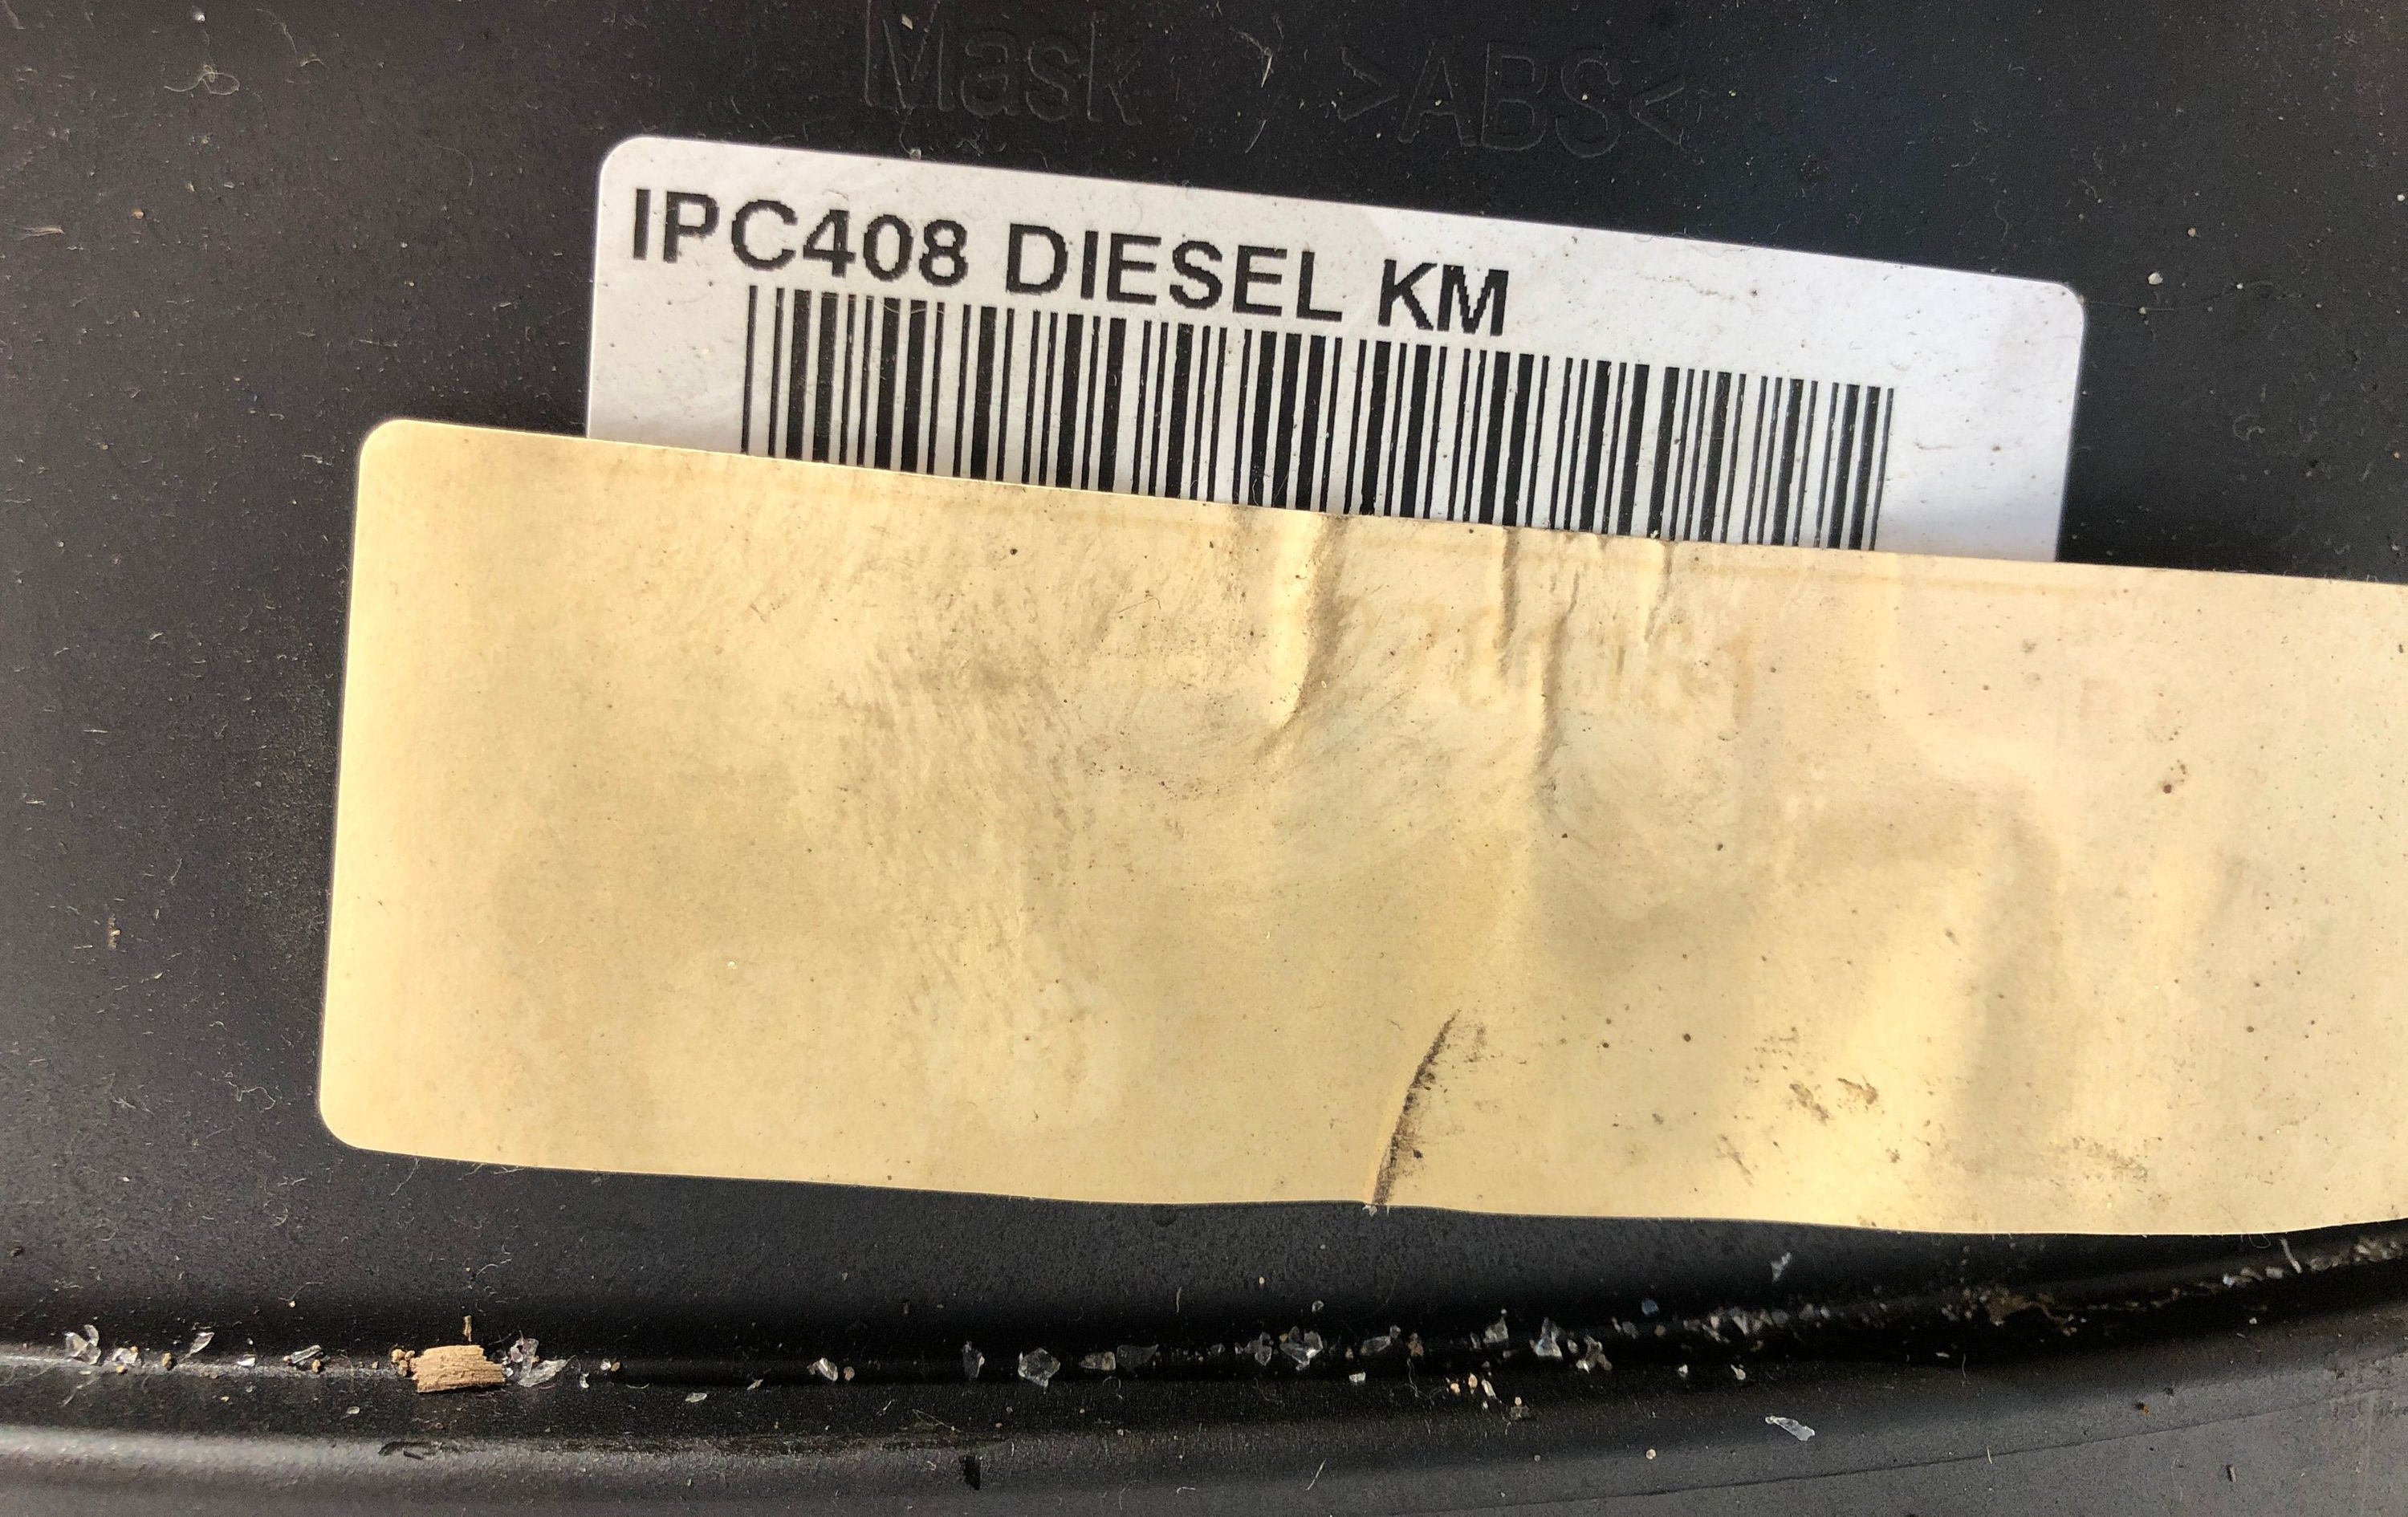 Mask >ABS<
IPC408 DIESEL KM